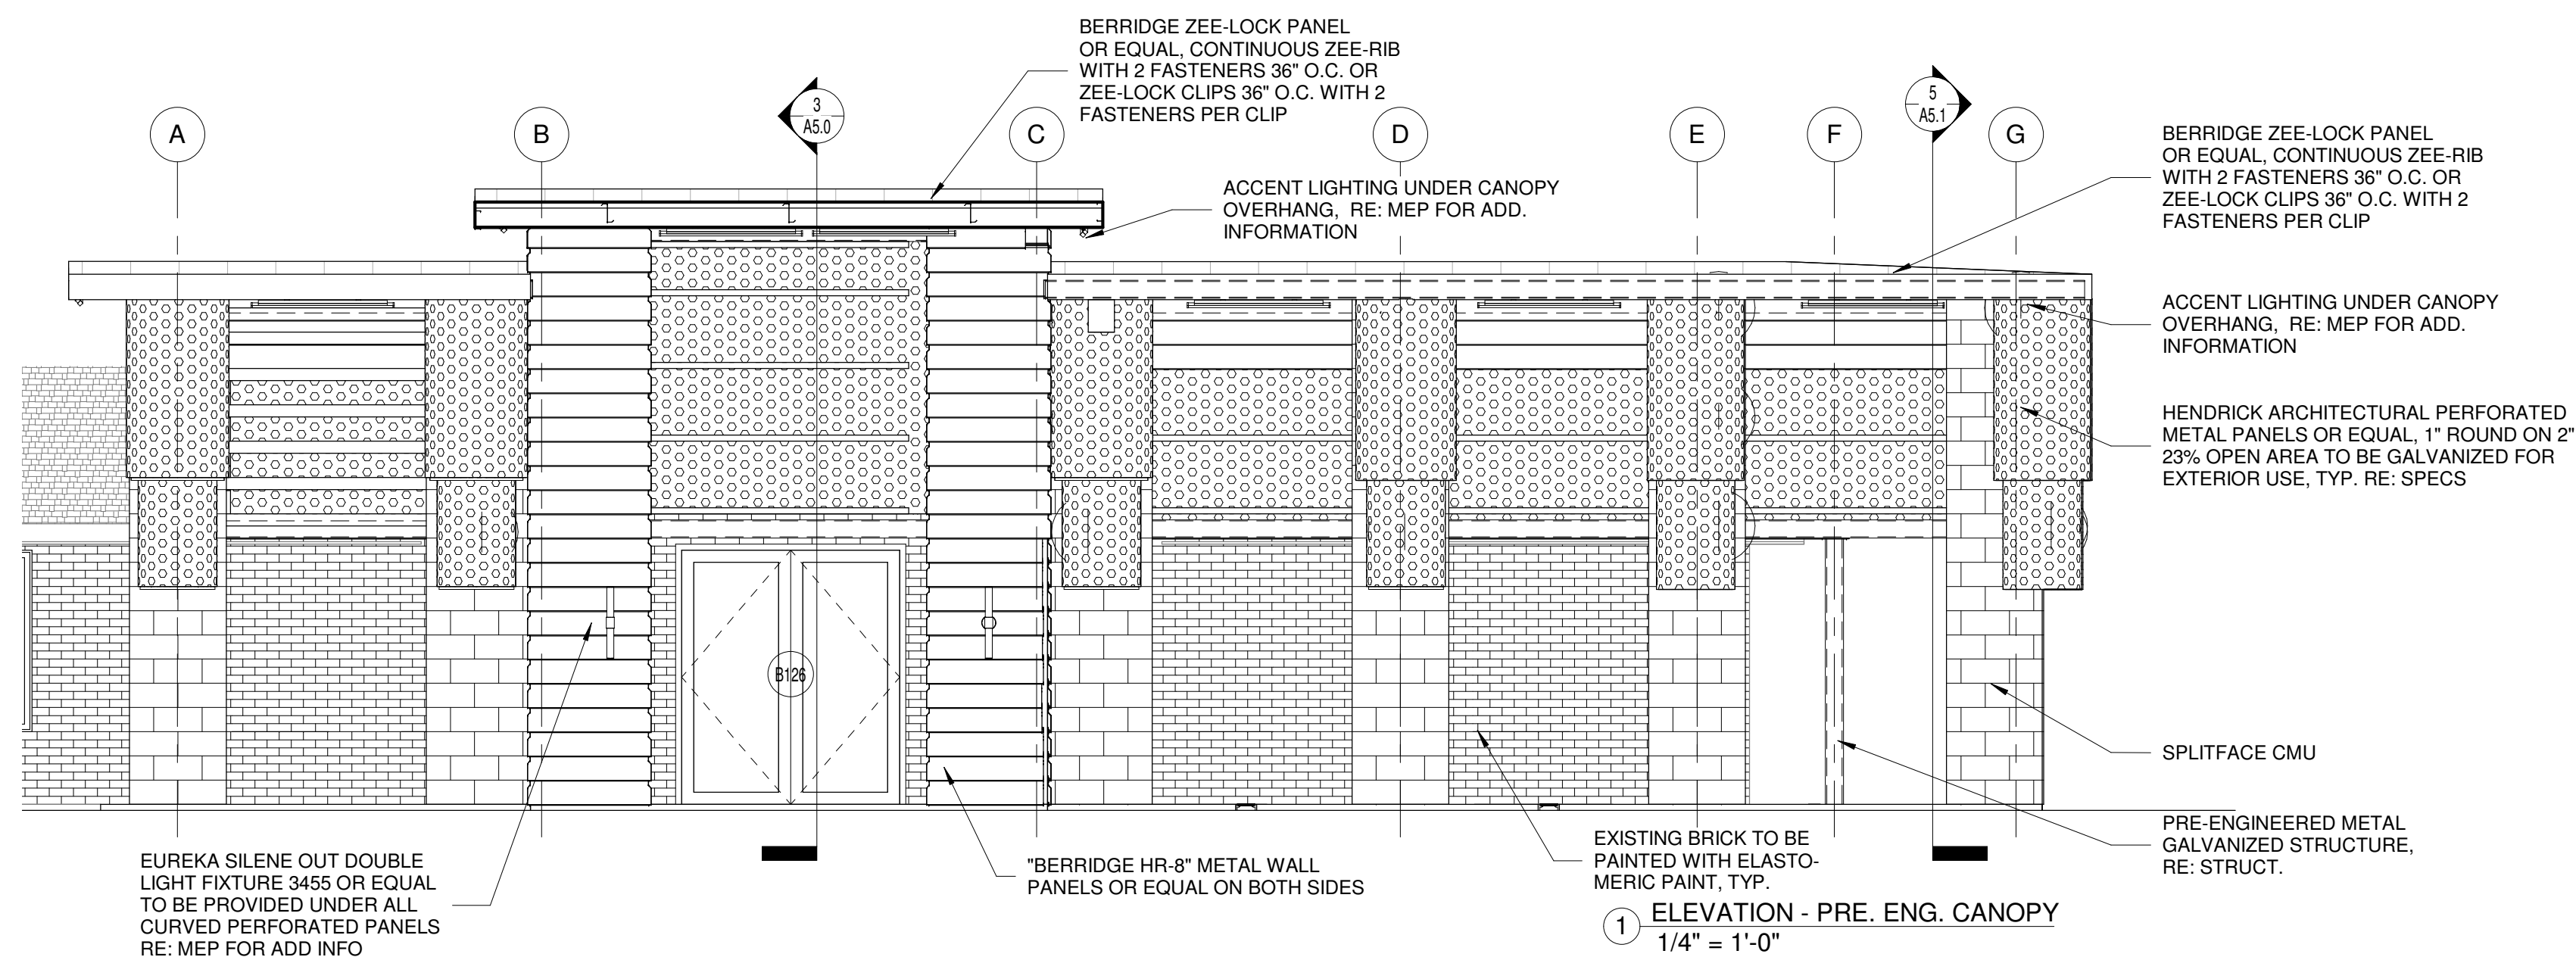 BERRIDGE ZEE-LOCK PANEL
OR EQUAL, CONTINUOUS ZEE-RIB
WITH 2 FASTENERS 36" O.C. OR
ZEE-LOCK CLIPS 36" O.C. WITH 2
FASTENERS PER CLIP
A
B
3
A5.0
C
D
E
F
5
A5.1
G
ACCENT LIGHTING UNDER CANOPY
OVERHANG, RE: MEP FOR ADD.
INFORMATION
BERRIDGE ZEE-LOCK PANEL
OR EQUAL, CONTINUOUS ZEE-RIB
WITH 2 FASTENERS 36" O.C. OR
ZEE-LOCK CLIPS 36" O.C. WITH 2
FASTENERS PER CLIP
ACCENT LIGHTING UNDER CANOPY
OVERHANG, RE: MEP FOR ADD.
INFORMATION
HENDRICK ARCHITECTURAL PERFORATED
METAL PANELS OR EQUAL, 1" ROUND ON 2"
23% OPEN AREA TO BE GALVANIZED FOR
EXTERIOR USE, TYP. RE: SPECS
B126
SPLITFACE CMU
PRE-ENGINEERED METAL
GALVANIZED STRUCTURE,
RE: STRUCT.
EUREKA SILENE OUT DOUBLE
LIGHT FIXTURE 3455 OR EQUAL
TO BE PROVIDED UNDER ALL
CURVED PERFORATED PANELS
RE: MEP FOR ADD INFO
"BERRIDGE HR-8" METAL WALL
PANELS OR EQUAL ON BOTH SIDES
EXISTING BRICK TO BE
PAINTED WITH ELASTO-
MERIC PAINT, TYP.
1
ELEVATION - PRE. ENG. CANOPY
1/4" = 1'-0"